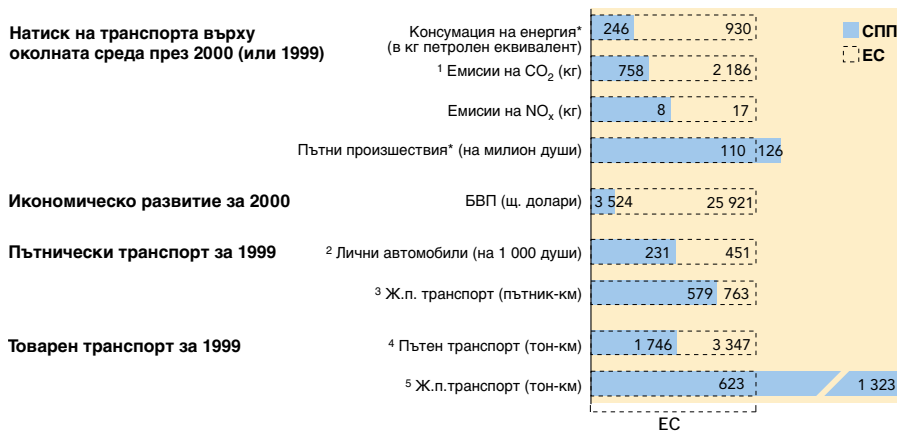 Натиск на транспорта върху
околната среда през 2000 (или 1999)
Консумация на енергия*
(в кг петролен еквивалент)
246 930
СПП
ЕС
1 Емисии на CO2 (кг) 758 2 186
Емисии на NOx (кг) 8 17
Пътни произшествия* (на милион души) 110 126
Икономическо развитие за 2000 БВП (щ. долари) 3 524 25 921
Пътнически транспорт за 1999 2 Лични автомобили (на 1 000 души) 231 451
3 Ж.п. транспорт (пътник-км) 579 763
Товарен транспорт за 1999 4 Пътен транспорт (тон-км) 1 746 3 347
5 Ж.п.транспорт (тон-км) 623 1 323
ЕС